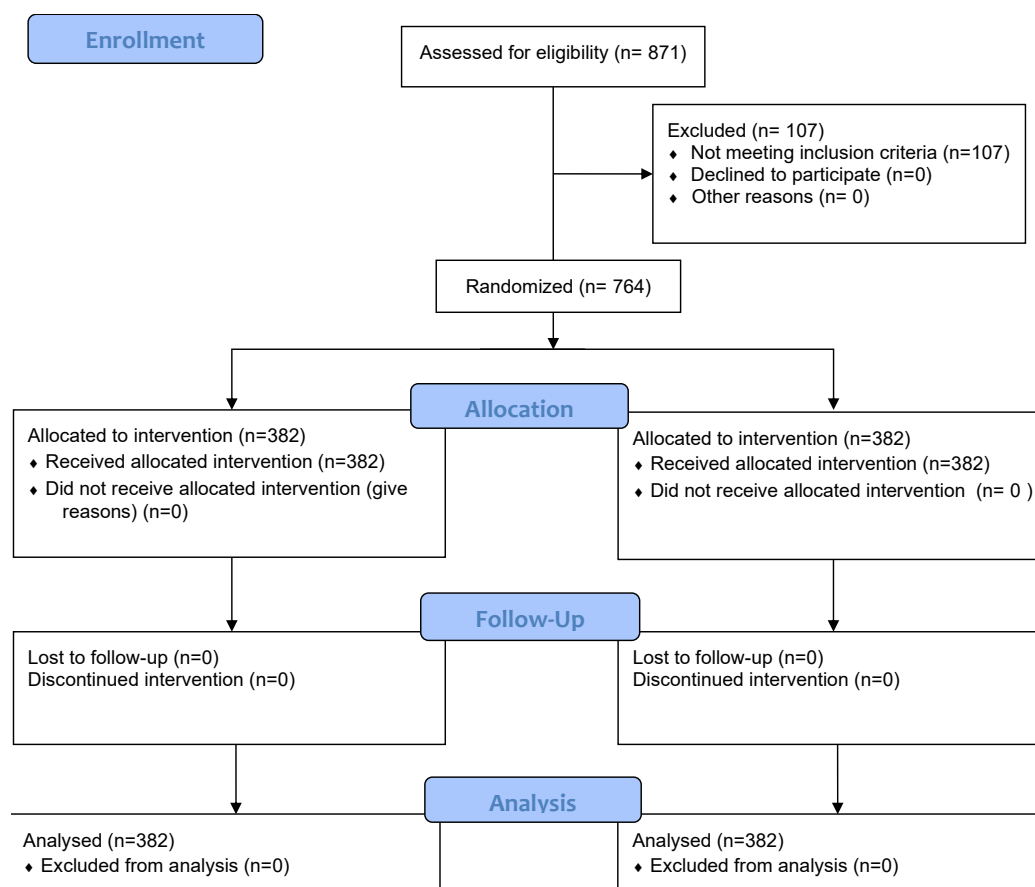 Enrollment
Assessed for eligibility (n= 871)
Excluded (n= 107)
♦ Not meeting inclusion criteria (n=107)
♦ Declined to participate (n=0)
♦ Other reasons (n= 0)
Randomized (n= 764)
Allocation
Allocated to intervention (n=382)
♦ Received allocated intervention (n=382)
♦ Did not receive allocated intervention (give
reasons) (n=0)
Allocated to intervention (n=382)
♦ Received allocated intervention (n=382)
♦ Did not receive allocated intervention (n= 0 )
Follow-Up
Lost to follow-up (n=0)
Discontinued intervention (n=0)
Lost to follow-up (n=0)
Discontinued intervention (n=0)
Analysis
Analysed (n=382)
♦ Excluded from analysis (n=0)
Analysed (n=382)
♦ Excluded from analysis (n=0)